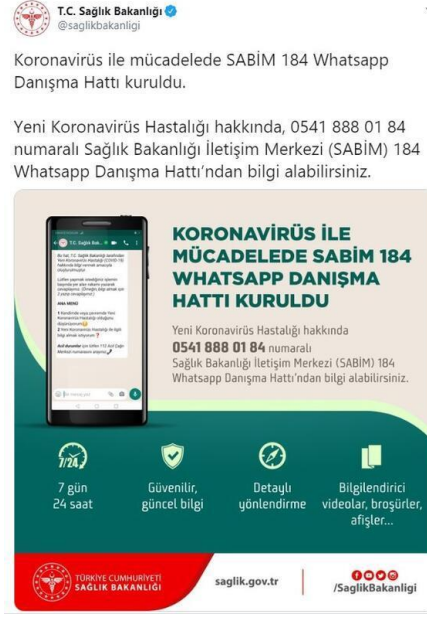 T.C. Sağlık Bakanlığı
@saglikbakanligi
Koronavirüs ile mücadelede SABİM 184 Whatsapp
Danışma Hattı kuruldu.
Yeni Koronavirüs Hastalığı hakkında, 0541 888 01 84
numaralı Sağlık Bakanlığı İletişim Merkezi (SABİM) 184
Whatsapp Danışma Hattı’ndan bilgi alabilirsiniz.
T.C. Sağlık Bak...
ANA MENÜ
KORONAVİRÜS İLE
MÜCADELEDE SABİM 184
WHATSAPP DANIŞMA
HATTI KURULDU
Yeni Koronavirüs Hastalığı hakkında
0541 888 01 84 numaralı
Sağlık Bakanlığı İletişim Merkezi (SABİM) 184
Whatsapp Danışma Hattı’ndan bilgi alabilirsiniz.
7/24
7 gün
24 saat
Güvenilir,
güncel bilgi
Detaylı
yönlendirme
Bilgilendirici
videolar, broşürler,
afişler...
TÜRKİYE CUMHURİYETİ
SAĞLIK BAKANLIĞI
saglik.gov.tr
/SaglikBakanligi